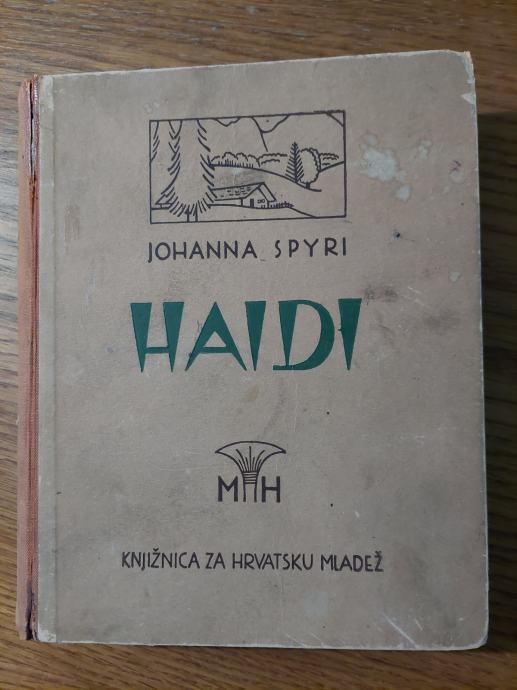 JOHANNA SPYRI
HAIDI
MH
KNJIŽNICA ZA HRVATSKU MLADEŽ